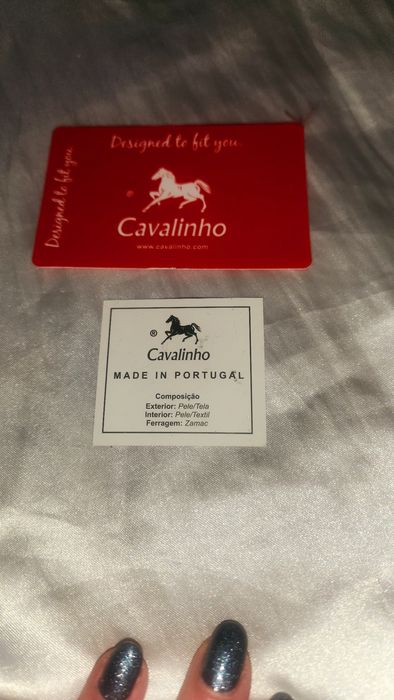 Designed to fit you
Designed to fit you.
Cavalinho
www.cavalinho.com
®
Cavalinho
MADE IN PORTUGAL
Composição
Exterior: Pele/Tela
Interior: Pele/Textil
Ferragem: Zamac